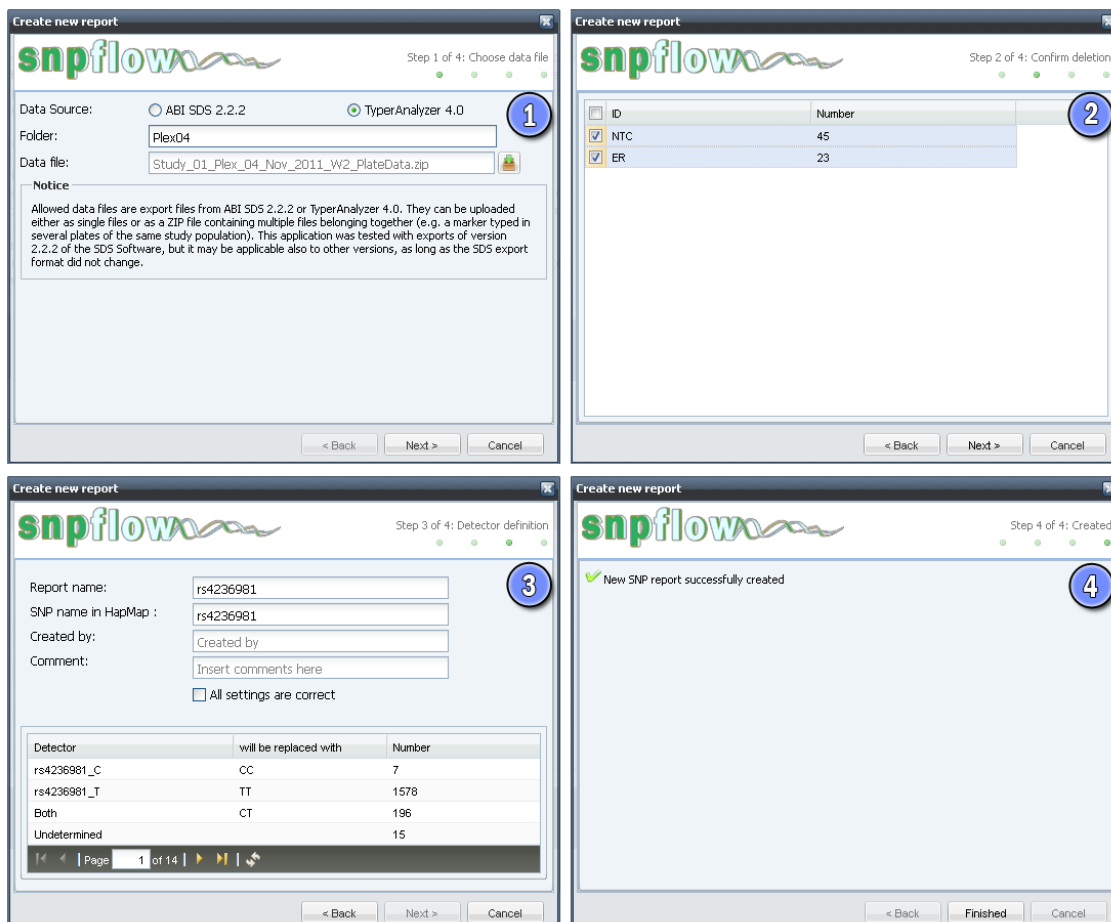 Create new report
snpflow
Step 1 of 4: Choose data file
1
Data Source:
ABI SDS 2.2.2
TyperAnalyzer 4.0
Folder:
Plex04
Data file:
Study_01_Plex_04_Nov_2011_W2_PlateData.zip
Notice
Allowed data files are export files from ABI SDS 2.2.2 or TyperAnalyzer 4.0. They can be uploaded
either as single files or as a ZIP file containing multiple files belonging together (e.g. a marker typed in
several plates of the same study population). This application was tested with exports of version
2.2.2 of the SDS Software, but it may be applicable also to other versions, as long as the SDS export
format did not change.
< Back
Next >
Cancel
Create new report
snpflow
Step 2 of 4: Confirm deletion
2
ID Number
NTC 45
ER 23
< Back
Next >
Cancel
Create new report
snpflow
Step 3 of 4: Detector definition
3
Report name:
rs4236981
SNP name in HapMap :
rs4236981
Created by:
Created by
Comment:
Insert comments here
All settings are correct
Detector will be replaced with Number
rs4236981_C CC 7
rs4236981_T TT 1578
Both CT 196
Undetermined 15
Page 1 of 14
< Back
Next >
Cancel
Create new report
snpflow
Step 4 of 4: Created
4
New SNP report successfully created
< Back
Finished
Cancel